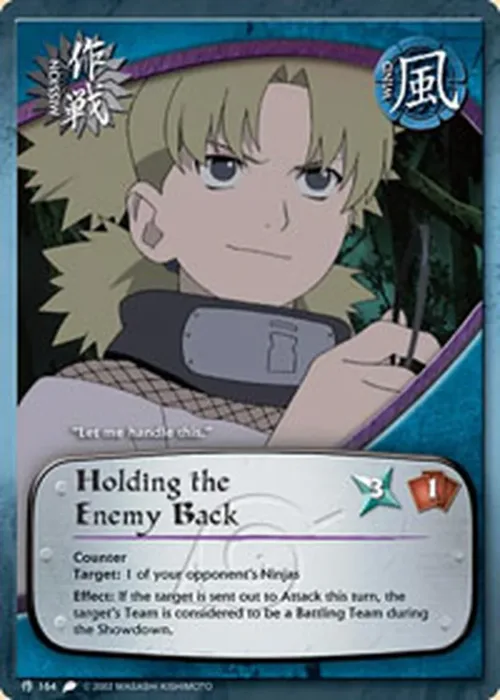 作戦
MISSION
風
WIND
"Let me handle this."
Holding the
Enemy Back
3
1
Counter
Target: 1 of your opponent's Ninjas
Effect: If the target is sent out to Attack this turn, the
target's Team is considered to be a Battling Team during
the Showdown.
164 © 2002 MASASHI KISHIMOTO